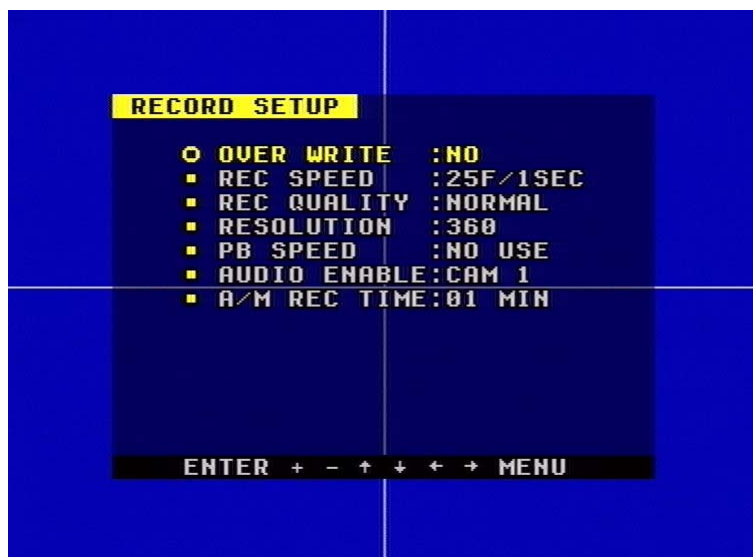 RECORD SETUP
OVER WRITE :NO
REC SPEED :25F/1SEC
REC QUALITY :NORMAL
RESOLUTION :360
PB SPEED :NO USE
AUDIO ENABLE:CAM 1
A/M REC TIME:01 MIN
ENTER + - ↑ ↓ ← → MENU